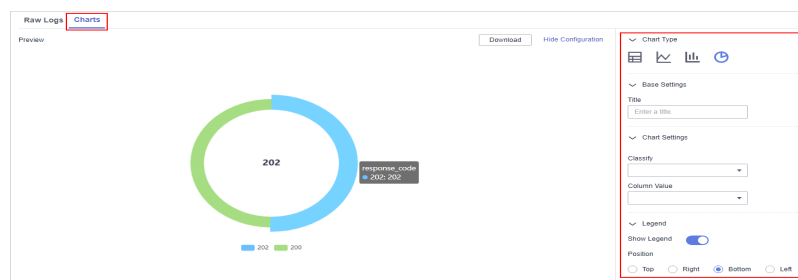 Raw Logs Charts
Preview Download Hide Configuration
202
response_code
202: 202
202 200
Chart Type
Base Settings
Title
Enter a title.
Chart Settings
Classify
Column Value
Legend
Show Legend
Position
Top Right Bottom Left